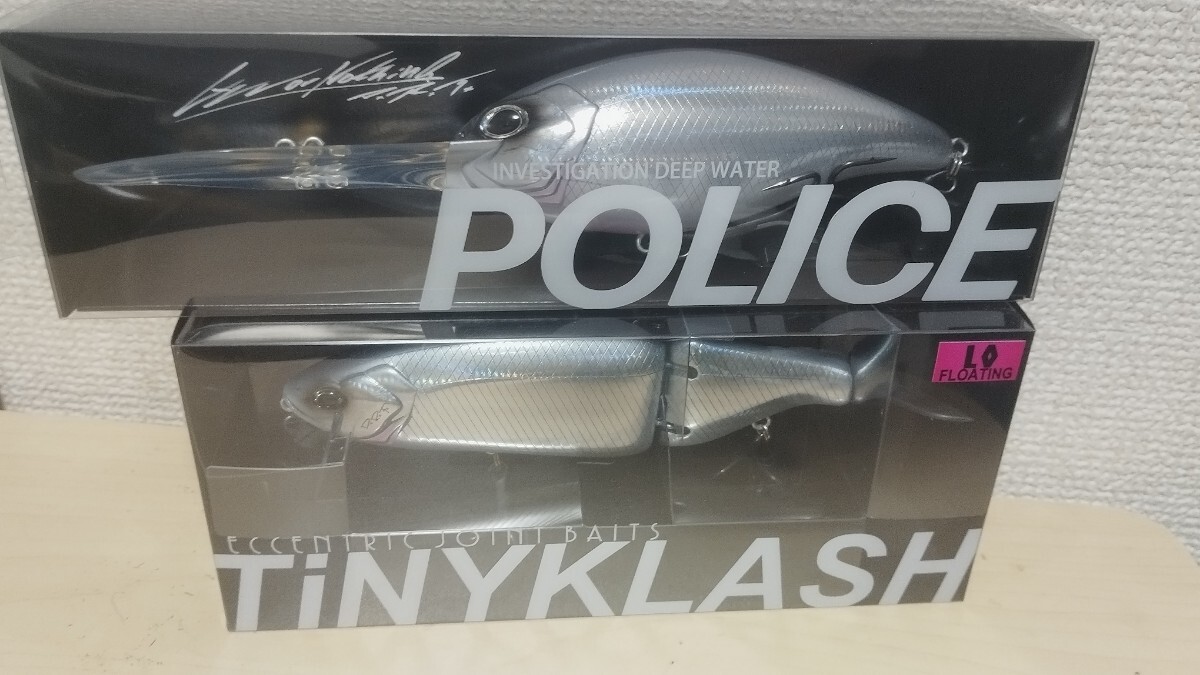 D.R.T.
INVESTIGATION DEEP WATER
POLICE
LO
FLOATING
ECCENTRIC JOINT BAITS
TiNYKLASH